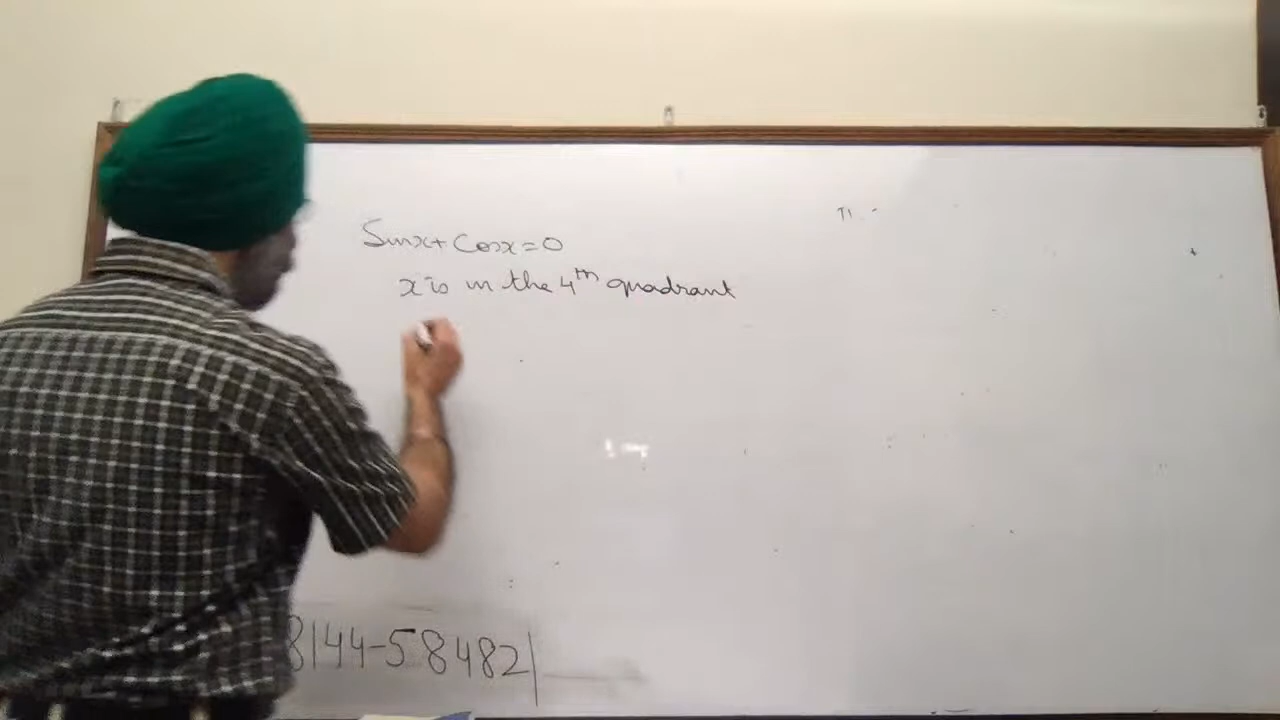 Sinx+Cosx=0
x is in the 4th quadrant
8144-58482